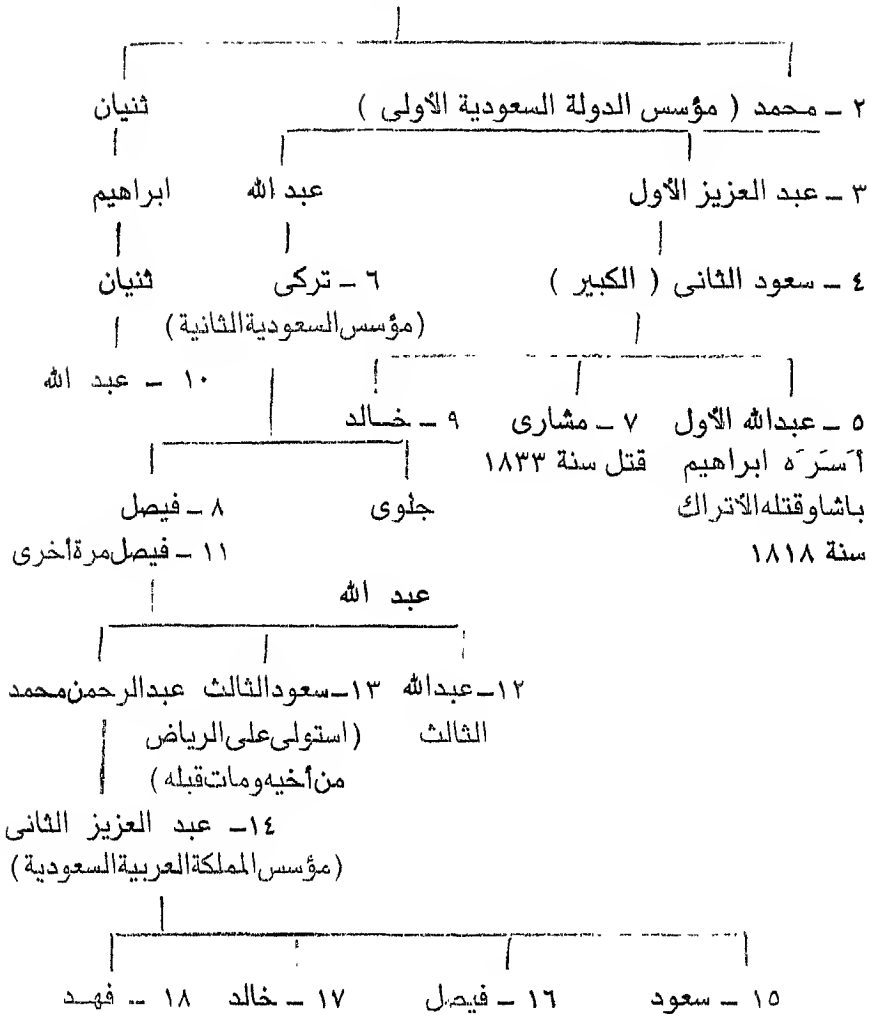 ٢ – محمد ( مؤسس الدولة السعودية الأولى ) ثنيان
٣ – عبد العزيز الأول عبد الله ابراهيم
٤ – سعود الثانى ( الكبير ) ٦ – تركى ثنيان
(مؤسس السعودية الثانية)
١٠ – عبد الله
٥ – عبدالله الأول ٧ – مشارى ٩ – خالد
أَسَرَه ابراهيم قتل سنة ١٨٣٣
باشا وقتله الأتراك جلوى ٨ – فيصل
سنة ١٨١٨ ١١ – فيصل مرة أخرى
عبد الله
١٢– عبدالله ١٣– سعود الثالث عبدالرحمن محمد
الثالث (استولى على الرياض
من أخيه ومات قبله)
١٤– عبد العزيز الثانى
(مؤسس المملكة العربية السعودية)
١٥ – سعود ١٦ – فيصل ١٧ – خالد ١٨ – فهد